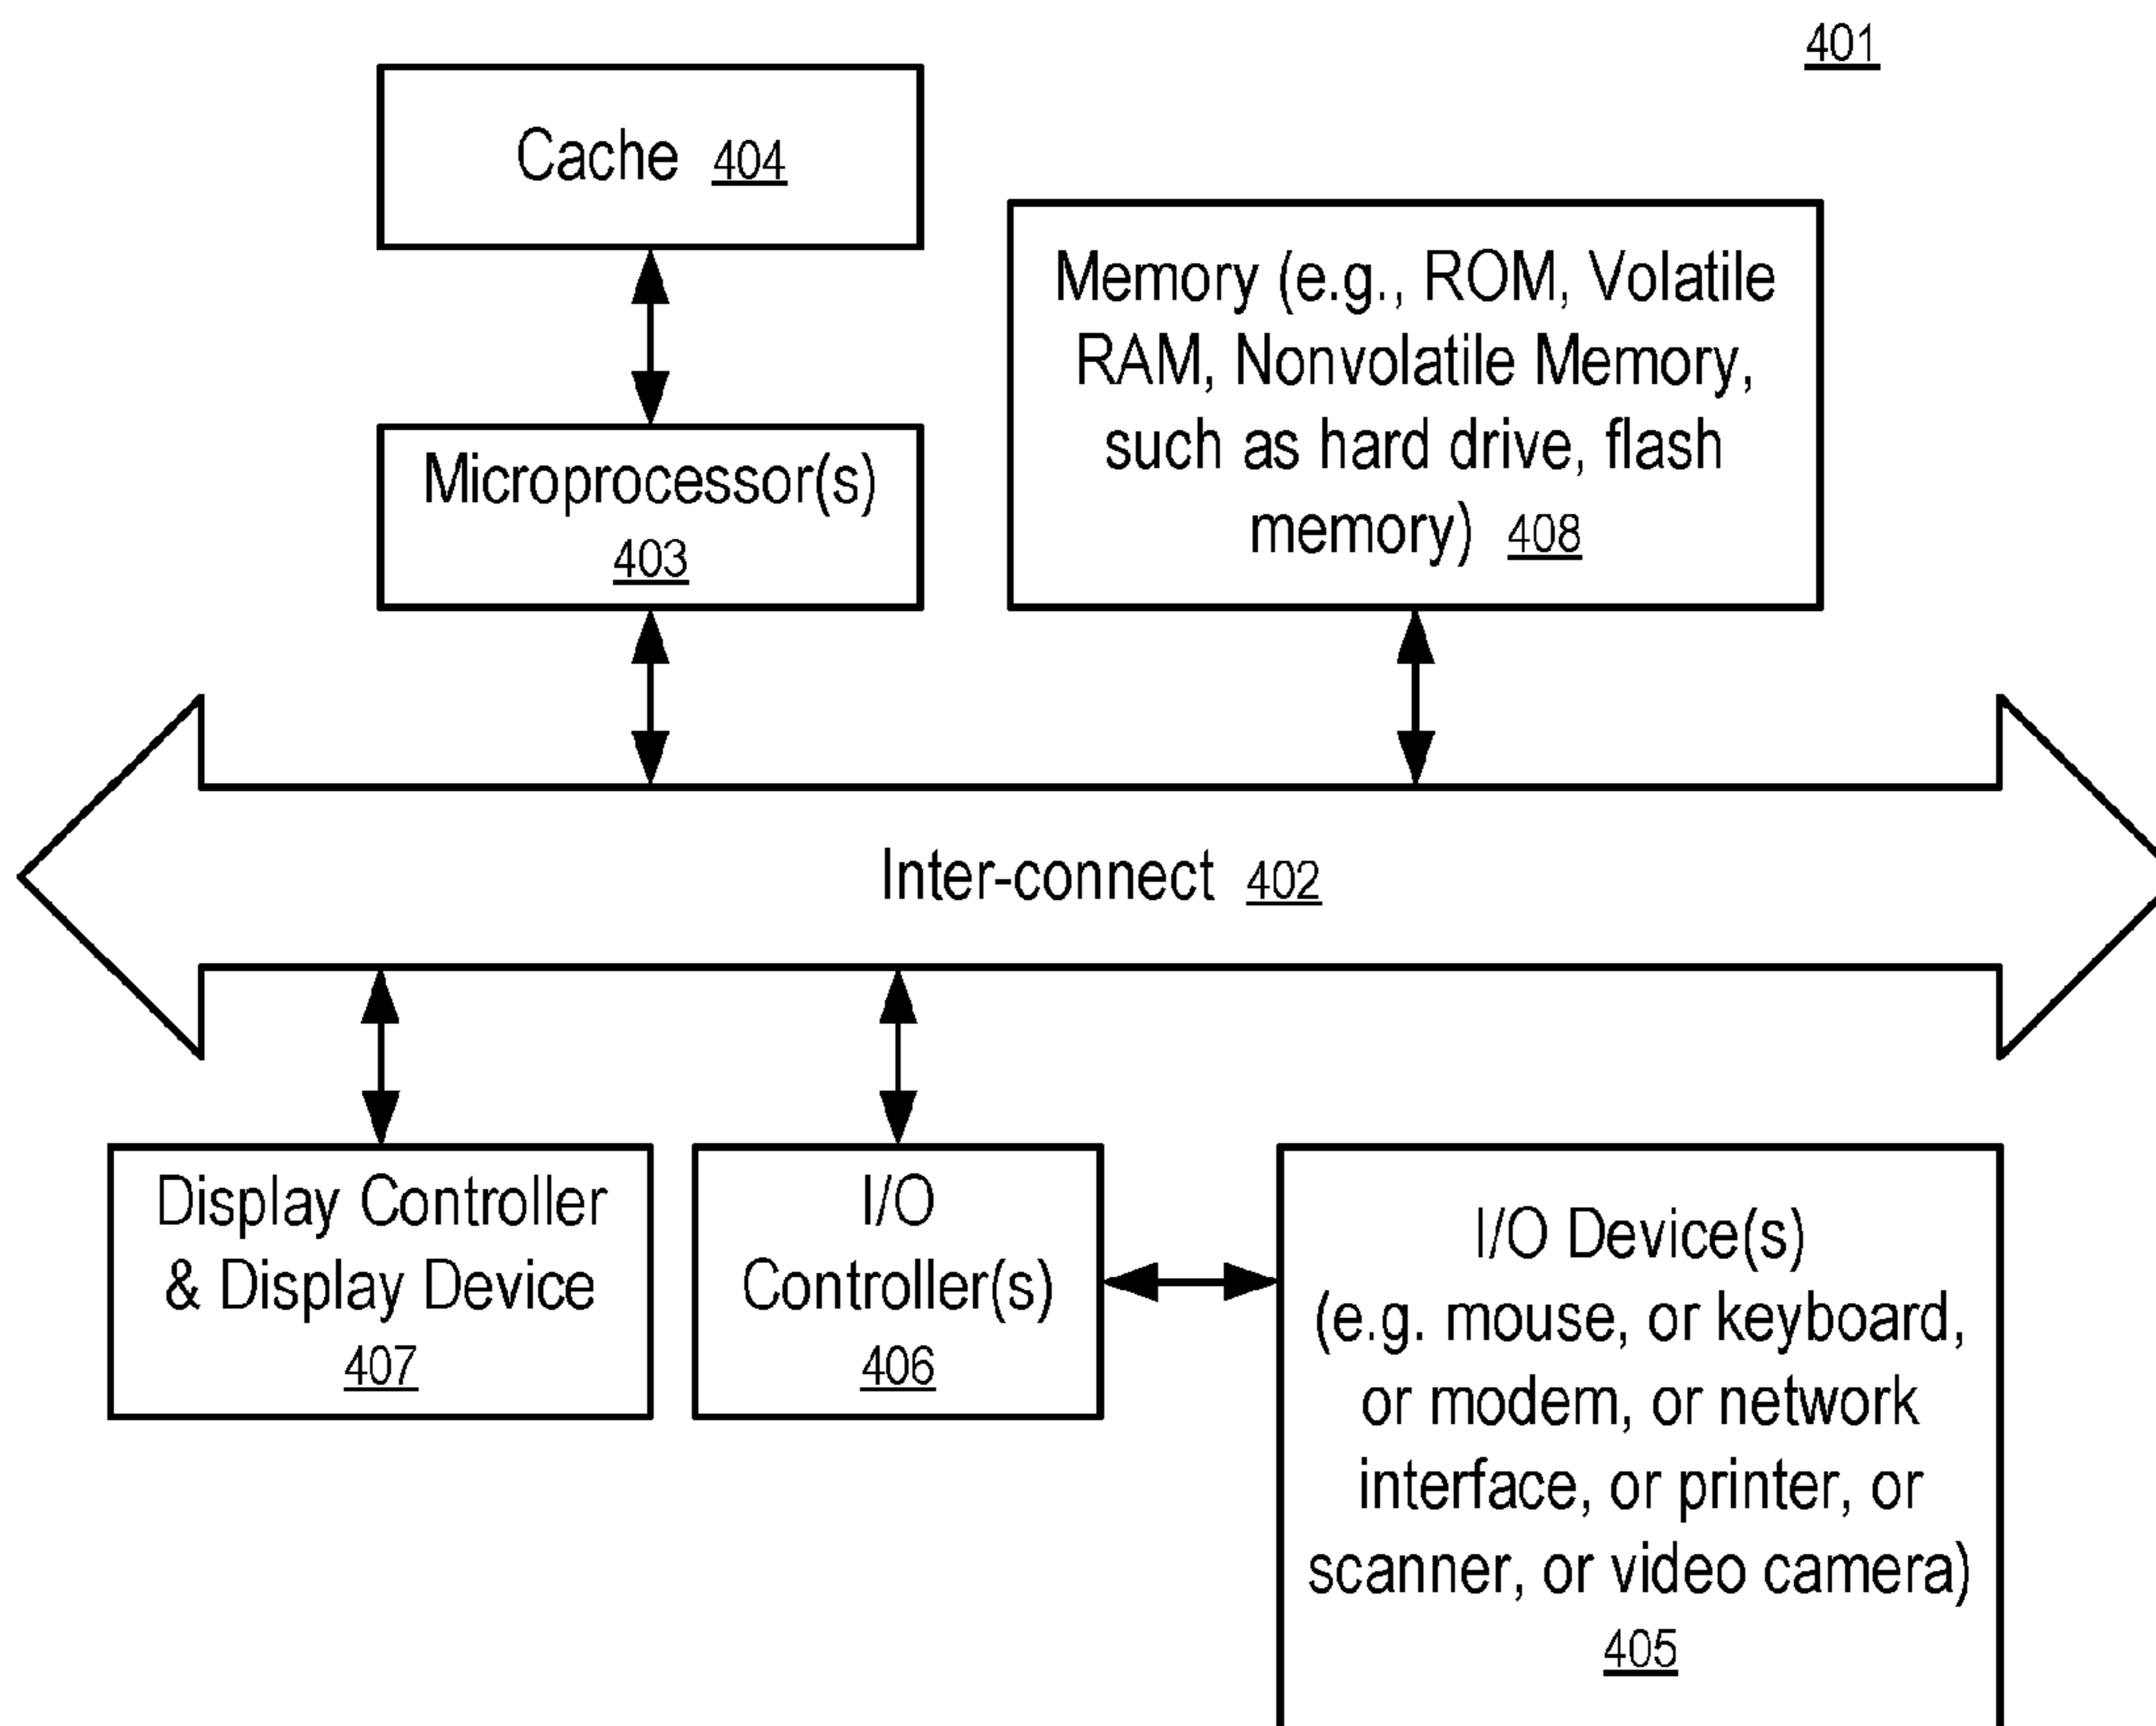 401
Cache 404
Memory (e.g., ROM, Volatile
RAM, Nonvolatile Memory,
such as hard drive, flash
memory) 408
Microprocessor(s)
403
Inter-connect 402
Display Controller
& Display Device
407
I/O
Controller(s)
406
I/O Device(s)
(e.g. mouse, or keyboard,
or modem, or network
interface, or printer, or
scanner, or video camera)
405